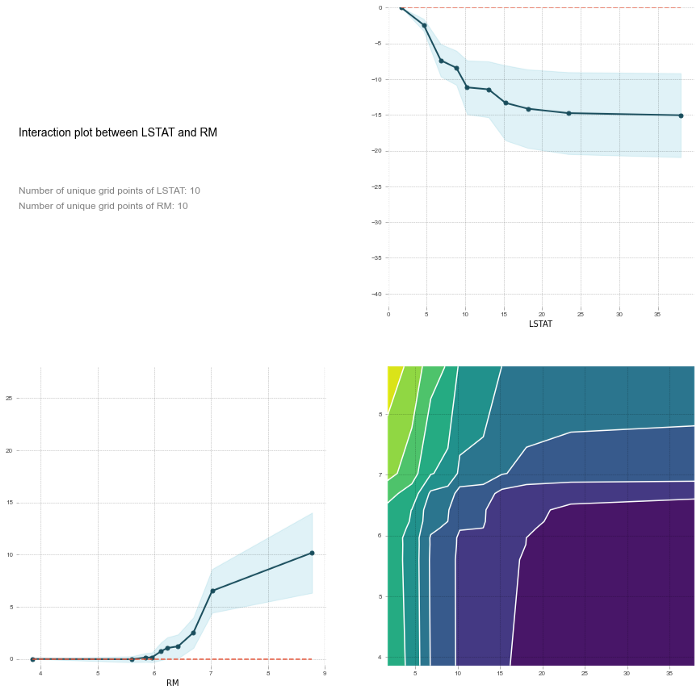 Interaction plot between LSTAT and RM
Number of unique grid points of LSTAT: 10
Number of unique grid points of RM: 10
0
−5
−10
−15
−20
−25
−30
−35
−40
0 5 10 15 20 25 30 35
LSTAT
25
20
15
10
5
0
4 5 6 7 8 9
RM
8
7
6
5
4
5 10 15 20 25 30 35